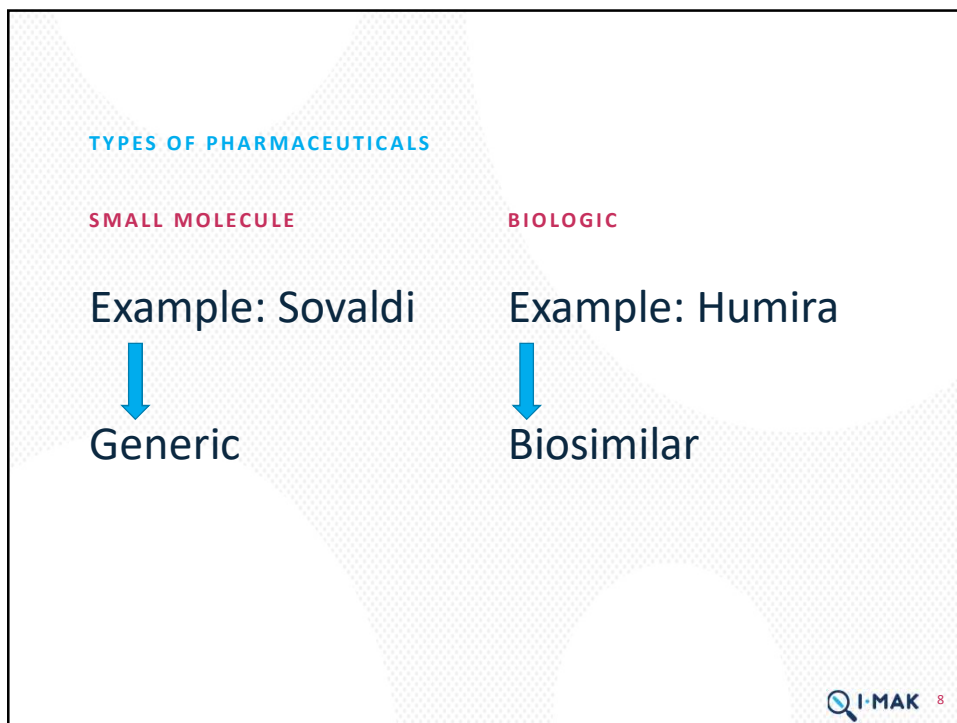 TYPES OF PHARMACEUTICALS
SMALL MOLECULE
BIOLOGIC
Example: Sovaldi
Example: Humira
Generic
Biosimilar
I·MAK
8